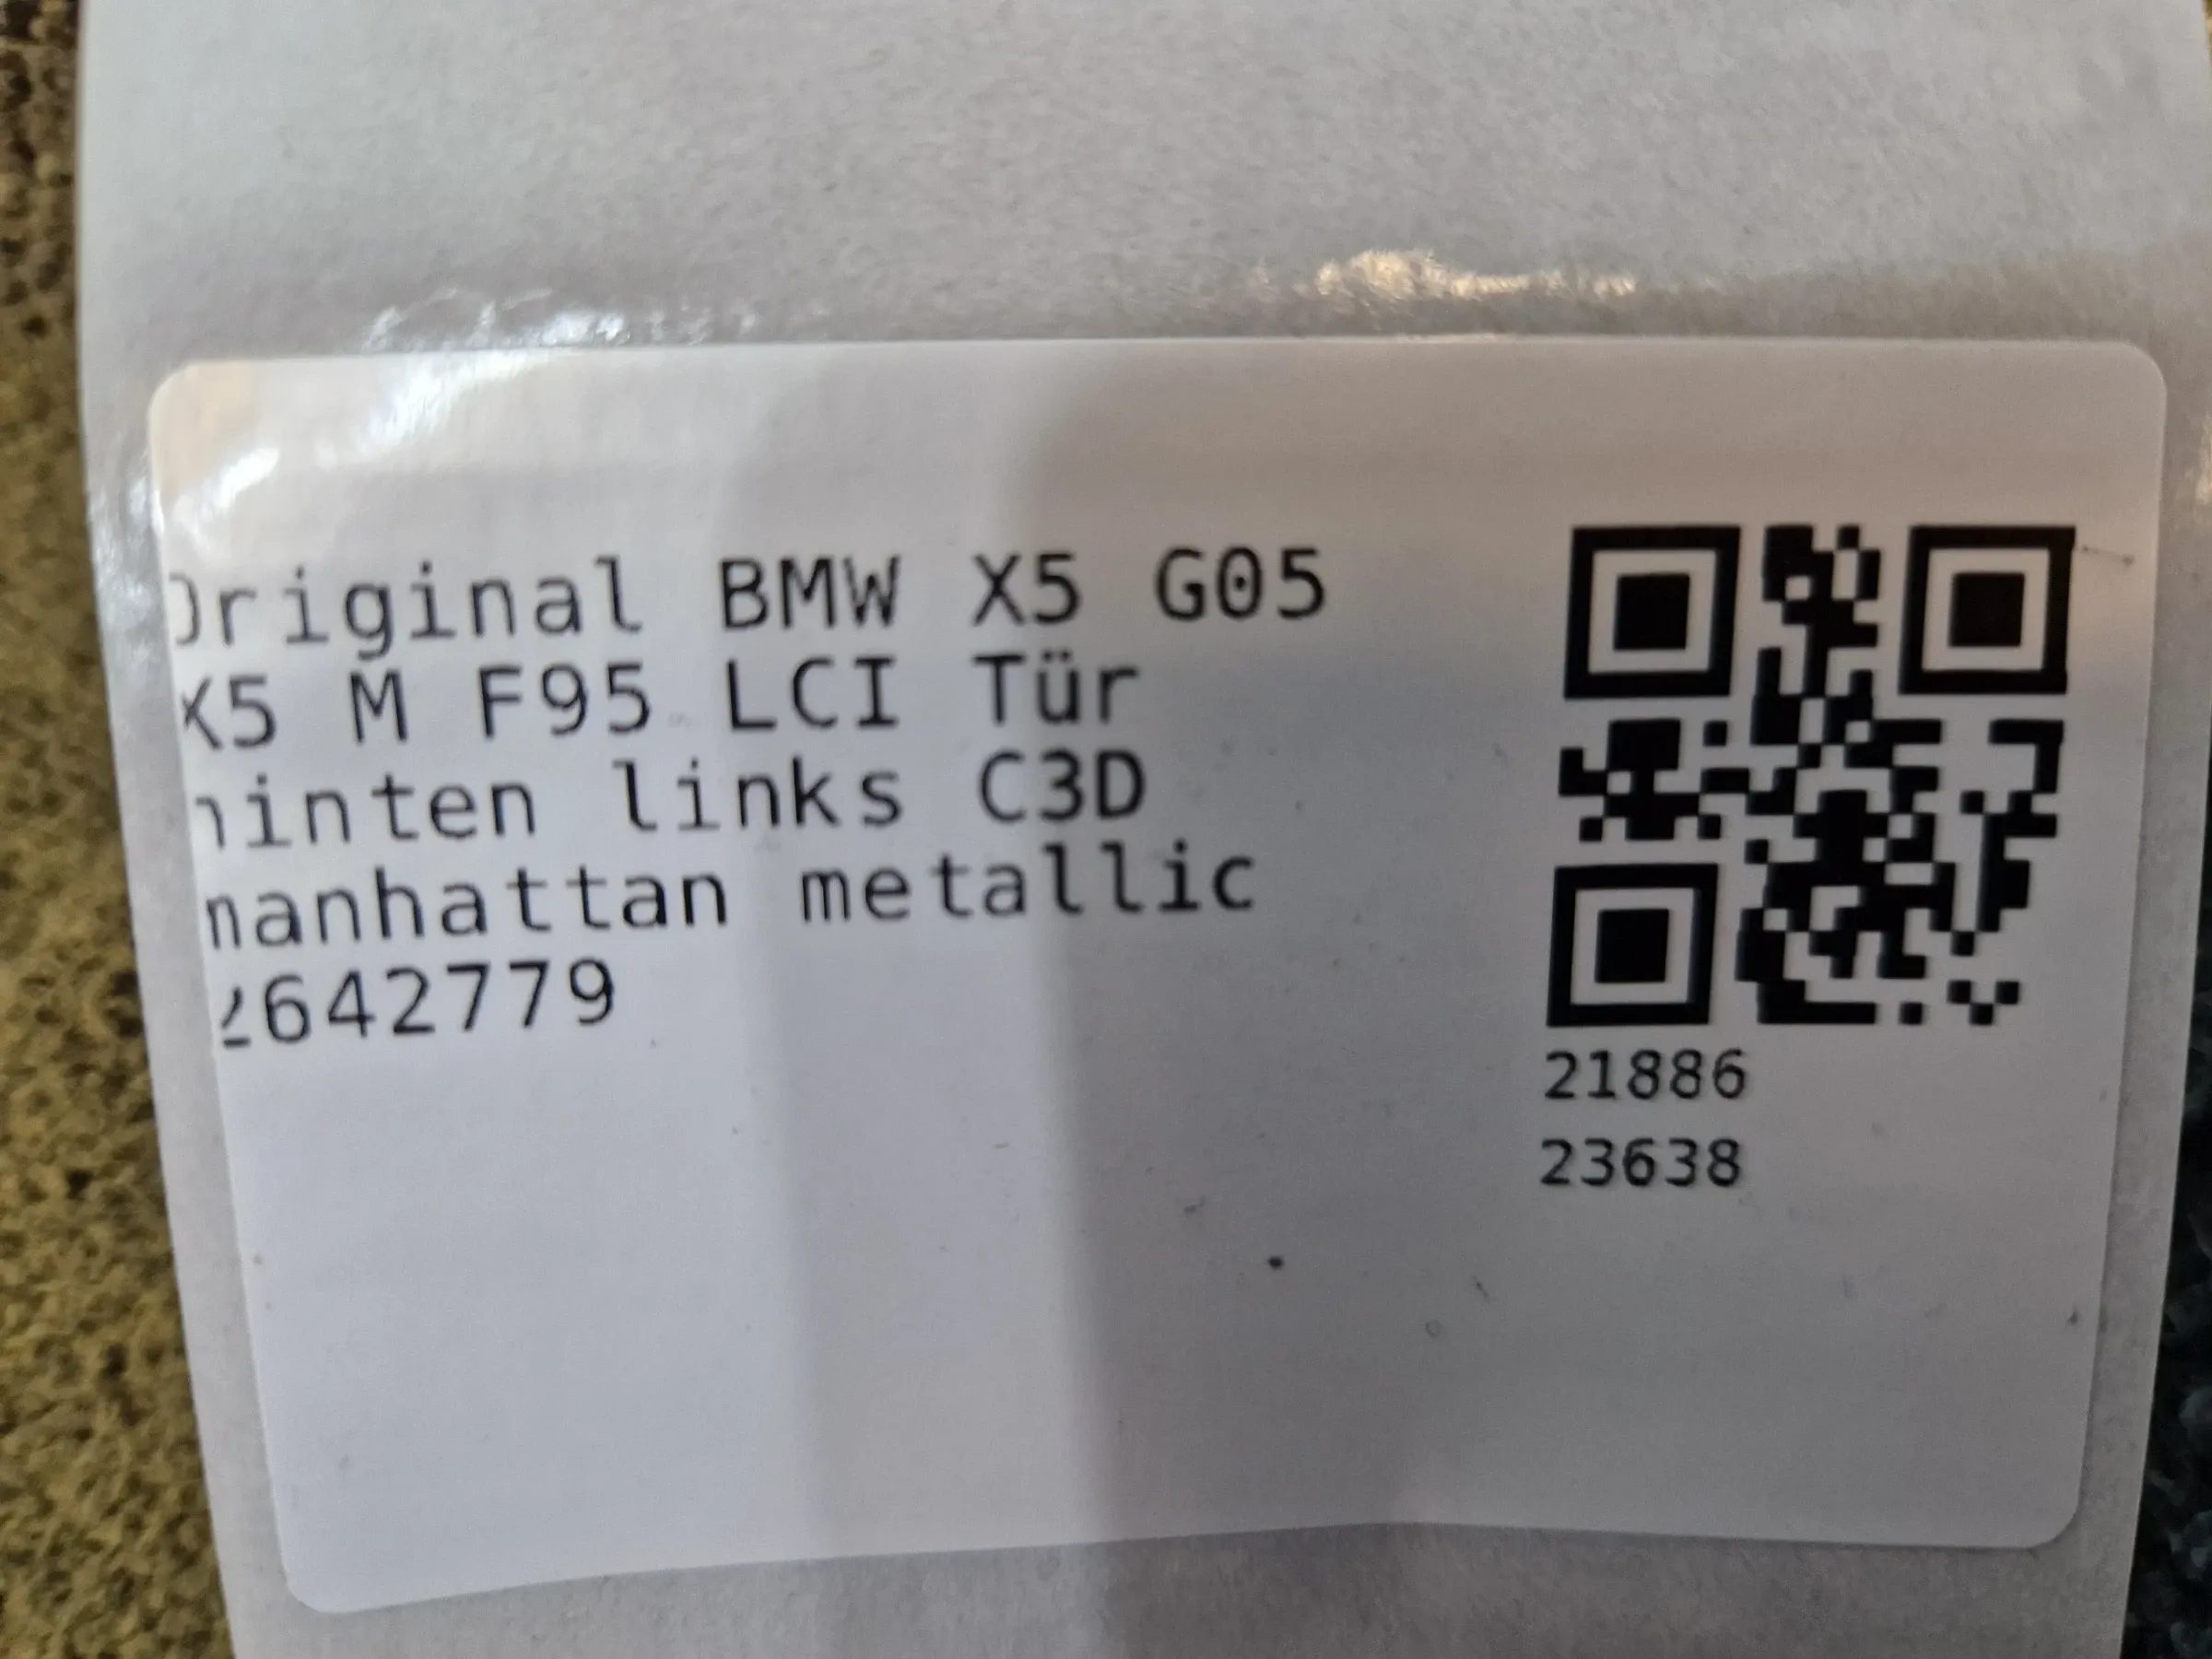 Original BMW X5 G05
X5 M F95 LCI Tür
hinten links C3D
manhattan metallic
2642779
21886
23638